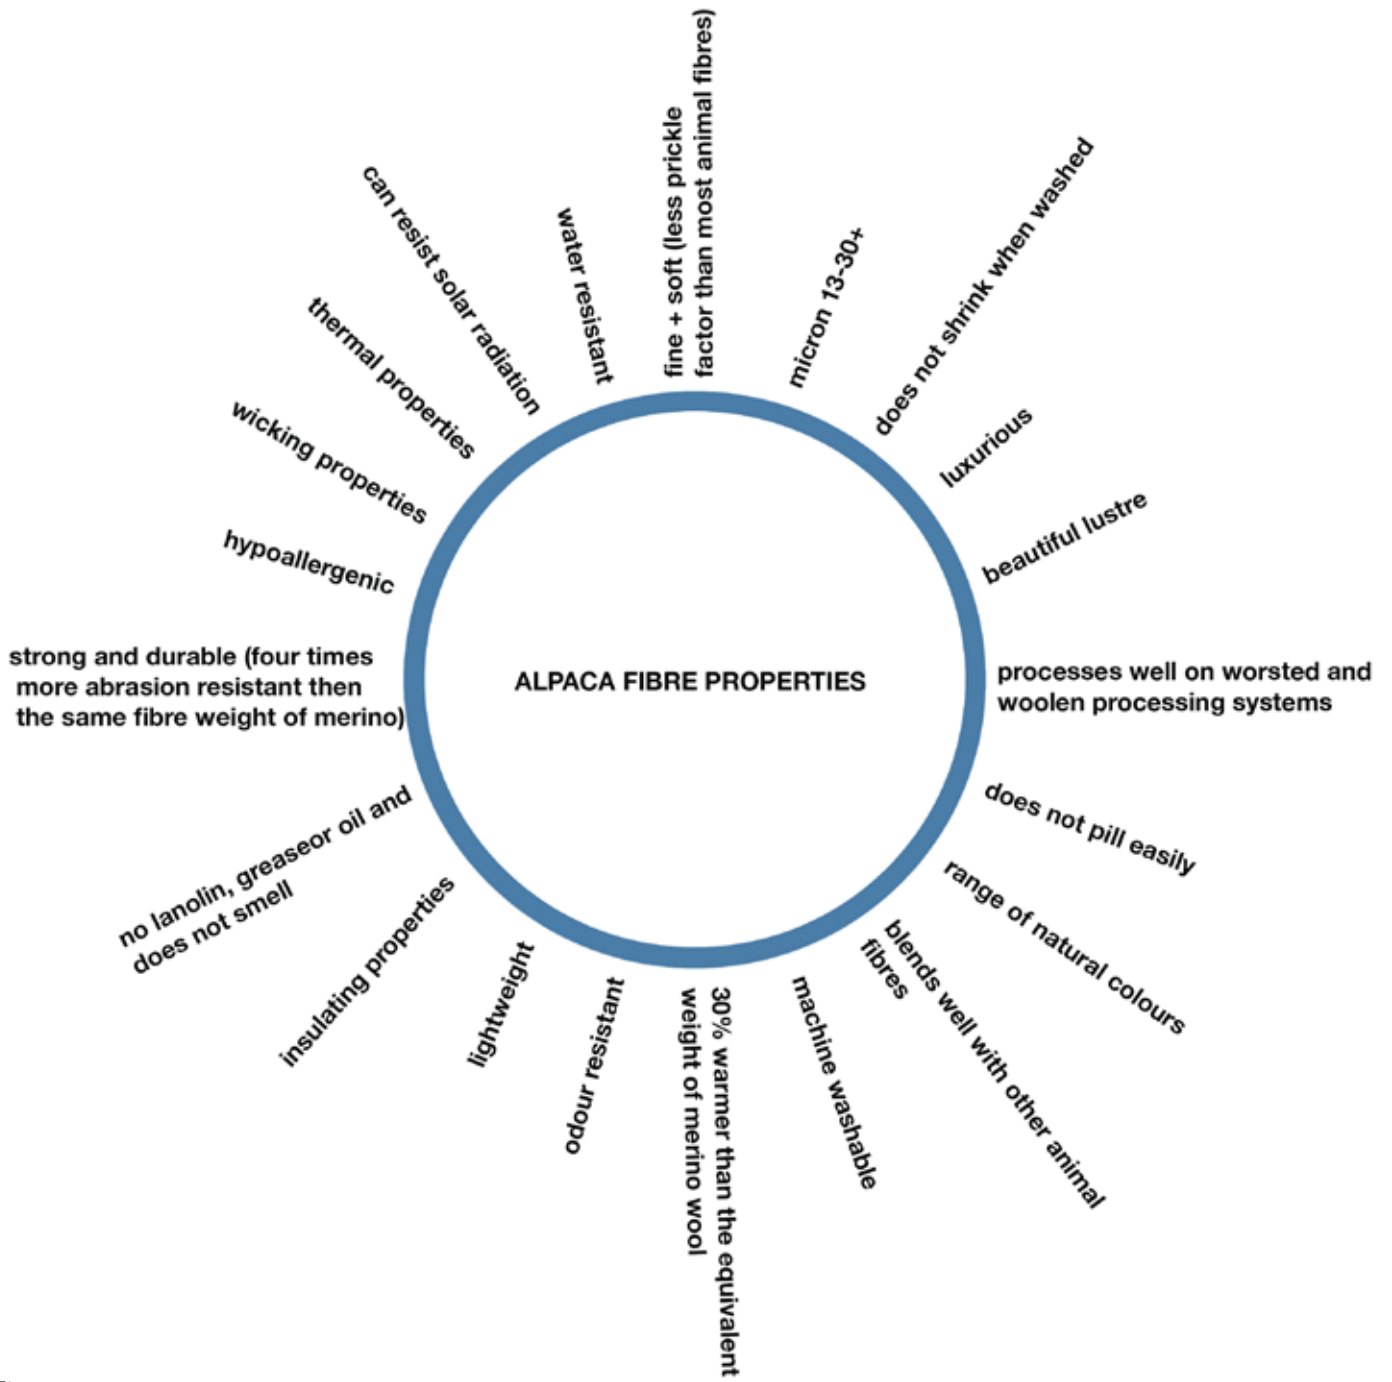 ALPACA FIBRE PROPERTIES
fine + soft (less prickle
factor than most animal fibres)
micron 13-30+
does not shrink when washed
luxurious
beautiful lustre
processes well on worsted and
woolen processing systems
does not pill easily
range of natural colours
blends well with other animal
fibres
machine washable
30% warmer than the equivalent
weight of merino wool
odour resistant
lightweight
insulating properties
no lanolin, greaseor oil and
does not smell
strong and durable (four times
more abrasion resistant then
the same fibre weight of merino)
hypoallergenic
wicking properties
thermal properties
can resist solar radiation
water resistant